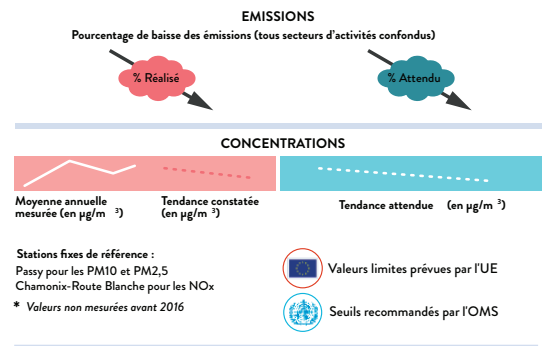 EMISSIONS
Pourcentage de baisse des émissions (tous secteurs d'activités confondus)
% Réalisé
% Attendu
CONCENTRATIONS
Moyenne annuelle
mesurée (en µg/m 3)
Tendance constatée
(en µg/m 3)
Tendance attendue (en µg/m 3)
Stations fixes de référence :
Passy pour les PM10 et PM2,5
Chamonix-Route Blanche pour les NOx
* Valeurs non mesurées avant 2016
Valeurs limites prévues par l'UE
Seuils recommandés par l'OMS